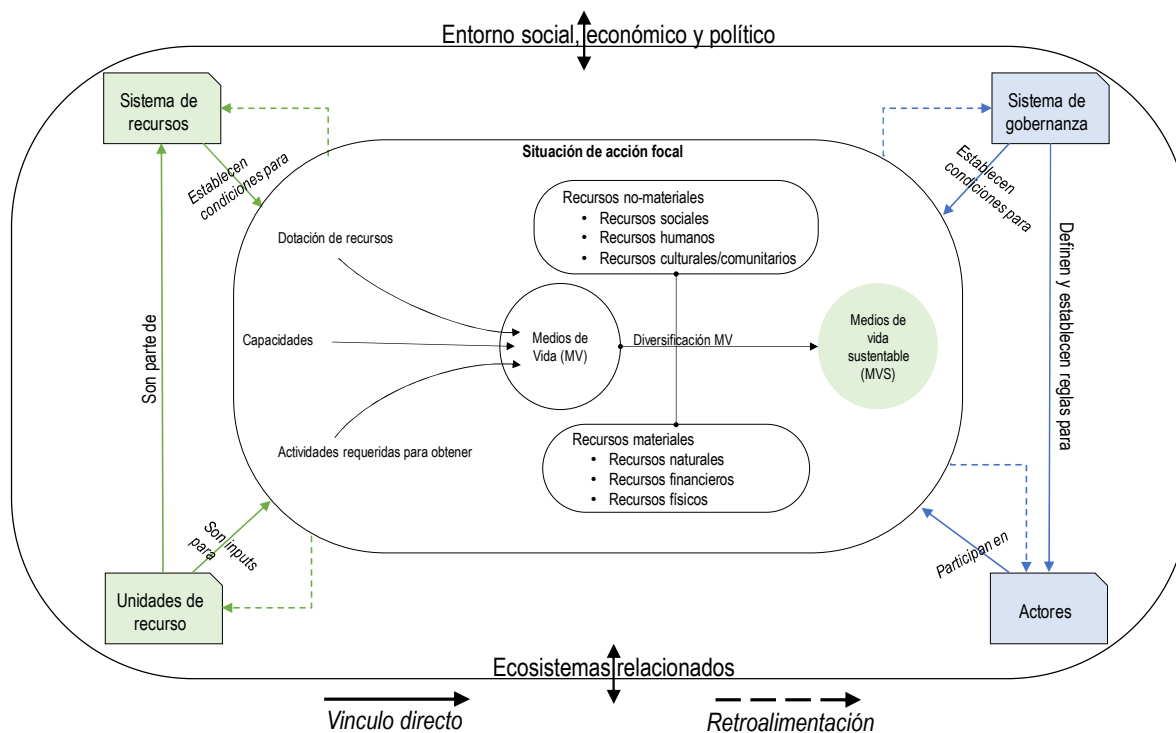 Entorno social, económico y político
Sistema de
recursos
Sistema de
gobernanza
Establecen
condiciones para
Situación de acción focal
Establecen
condiciones para
Recursos no-materiales
• Recursos sociales
• Recursos humanos
• Recursos culturales/comunitarios
Dotación de recursos
Capacidades
Medios de
Vida (MV)
Diversificación MV
Medios de
vida
sustentable
(MVS)
Son parte de
Definen y establecen reglas para
Actividades requeridas para obtener
Recursos materiales
• Recursos naturales
• Recursos financieros
• Recursos físicos
Son inputs
para
Participan en
Unidades de
recurso
Actores
Ecosistemas relacionados
Vinculo directo
Retroalimentación